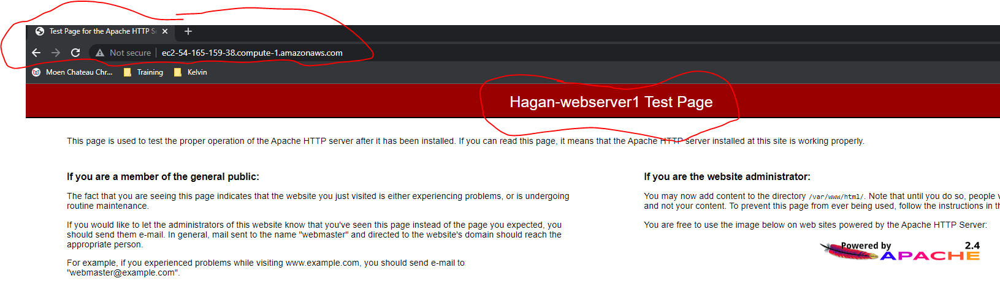 Test Page for the Apache HTTP S
Not secure ec2-54-165-159-38.compute-1.amazonaws.com
Moen Chateau Chr... Training Kelvin
Hagan-webserver1 Test Page
This page is used to test the proper operation of the Apache HTTP server after it has been installed. If you can read this page, it means that the Apache HTTP server installed at this site is working properly.
If you are a member of the general public:
The fact that you are seeing this page indicates that the website you just visited is either experiencing problems, or is undergoing
routine maintenance.
If you would like to let the administrators of this website know that you've seen this page instead of the page you expected, you
should send them e-mail. In general, mail sent to the name "webmaster" and directed to the website's domain should reach the
appropriate person.
For example, if you experienced problems while visiting www.example.com, you should send e-mail to
"webmaster@example.com".
If you are the website administrator:
You may now add content to the directory /var/www/html/. Note that until you do so, people
and not your content. To prevent this page from ever being used, follow the instructions in
You are free to use the image below on web sites powered by the Apache HTTP Server:
Powered by 2.4
APACHE